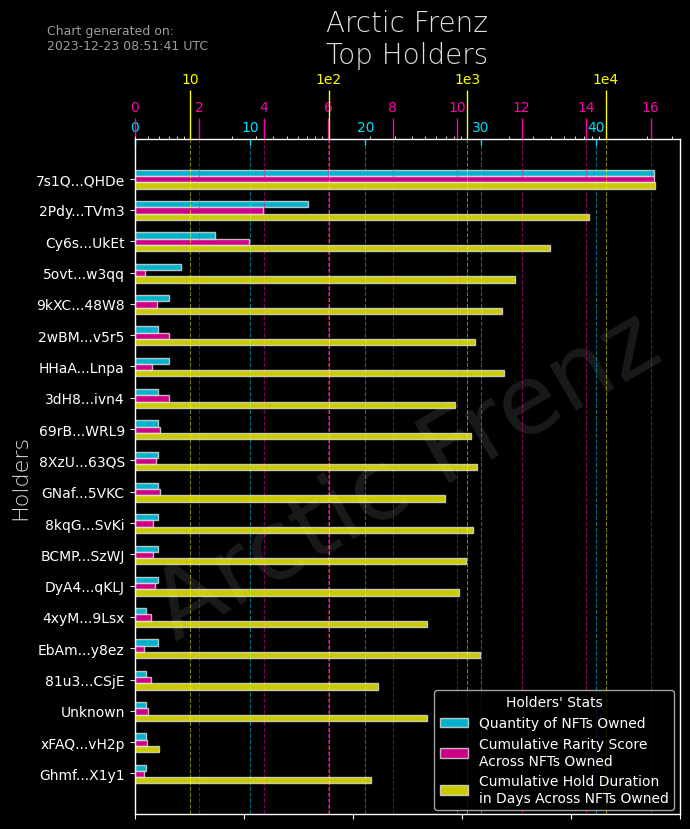 Chart generated on:
2023-12-23 08:51:41 UTC
Arctic Frenz
Top Holders
10 1e2 1e3 1e4
0 2 4 6 8 10 12 14 16
0 10 20 30 40
7s1Q...QHDe
2Pdy...TVm3
Cy6s...UkEt
5ovt...w3qq
9kXC...48W8
2wBM...v5r5
HHaA...Lnpa
3dH8...ivn4
69rB...WRL9
8XzU...63QS
GNaf...5VKC
8kqG...SvKi
BCMP...SzWJ
DyA4...qKLJ
4xyM...9Lsx
EbAm...y8ez
81u3...CSjE
Unknown
xFAQ...vH2p
Ghmf...X1y1
Holders
Arctic Frenz
Holders' Stats
Quantity of NFTs Owned
Cumulative Rarity Score
Across NFTs Owned
Cumulative Hold Duration
in Days Across NFTs Owned